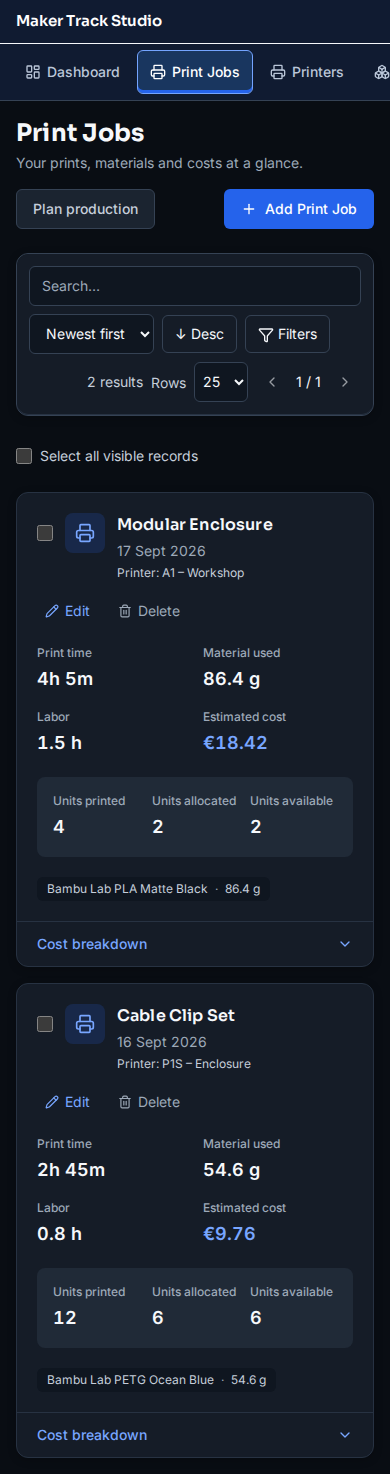 Maker Track Studio
Dashboard Print Jobs Printers
Print Jobs
Your prints, materials and costs at a glance.
Plan production + Add Print Job
Search...
Newest first ↓ Desc Filters
2 results Rows 25 1 / 1
Select all visible records
Modular Enclosure
17 Sept 2026
Printer: A1 – Workshop
Edit Delete
Print time Material used
4h 5m 86.4 g
Labor Estimated cost
1.5 h €18.42
Units printed Units allocated Units available
4 2 2
Bambu Lab PLA Matte Black · 86.4 g
Cost breakdown
Cable Clip Set
16 Sept 2026
Printer: P1S – Enclosure
Edit Delete
Print time Material used
2h 45m 54.6 g
Labor Estimated cost
0.8 h €9.76
Units printed Units allocated Units available
12 6 6
Bambu Lab PETG Ocean Blue · 54.6 g
Cost breakdown